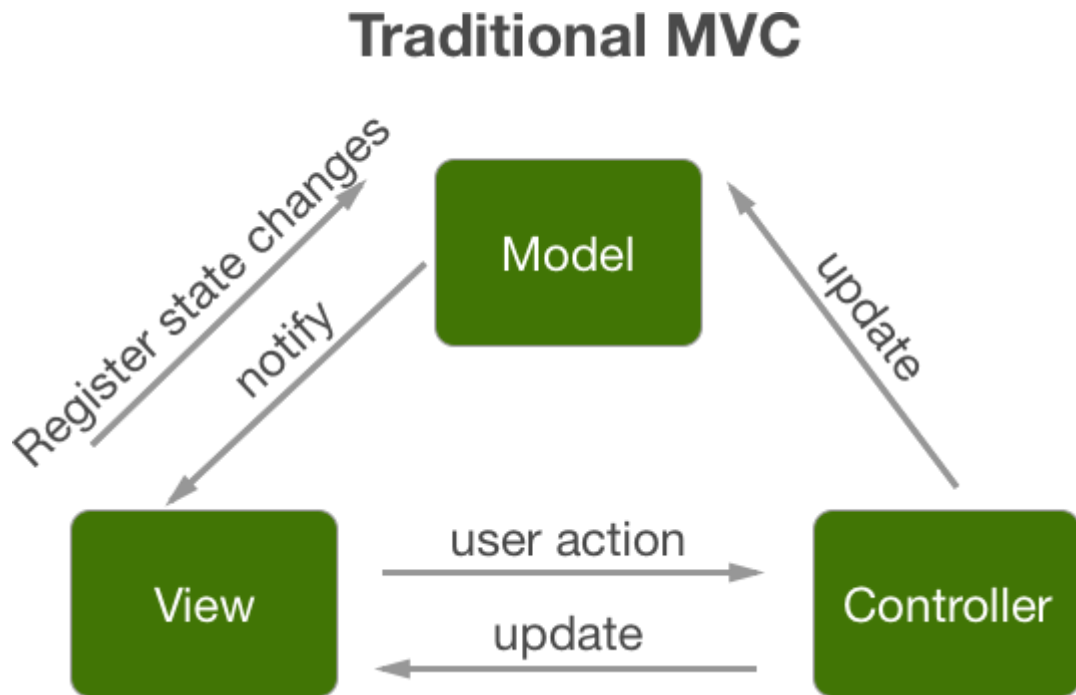 Traditional MVC
Register state changes
Model
notify
update
user action
View
Controller
update